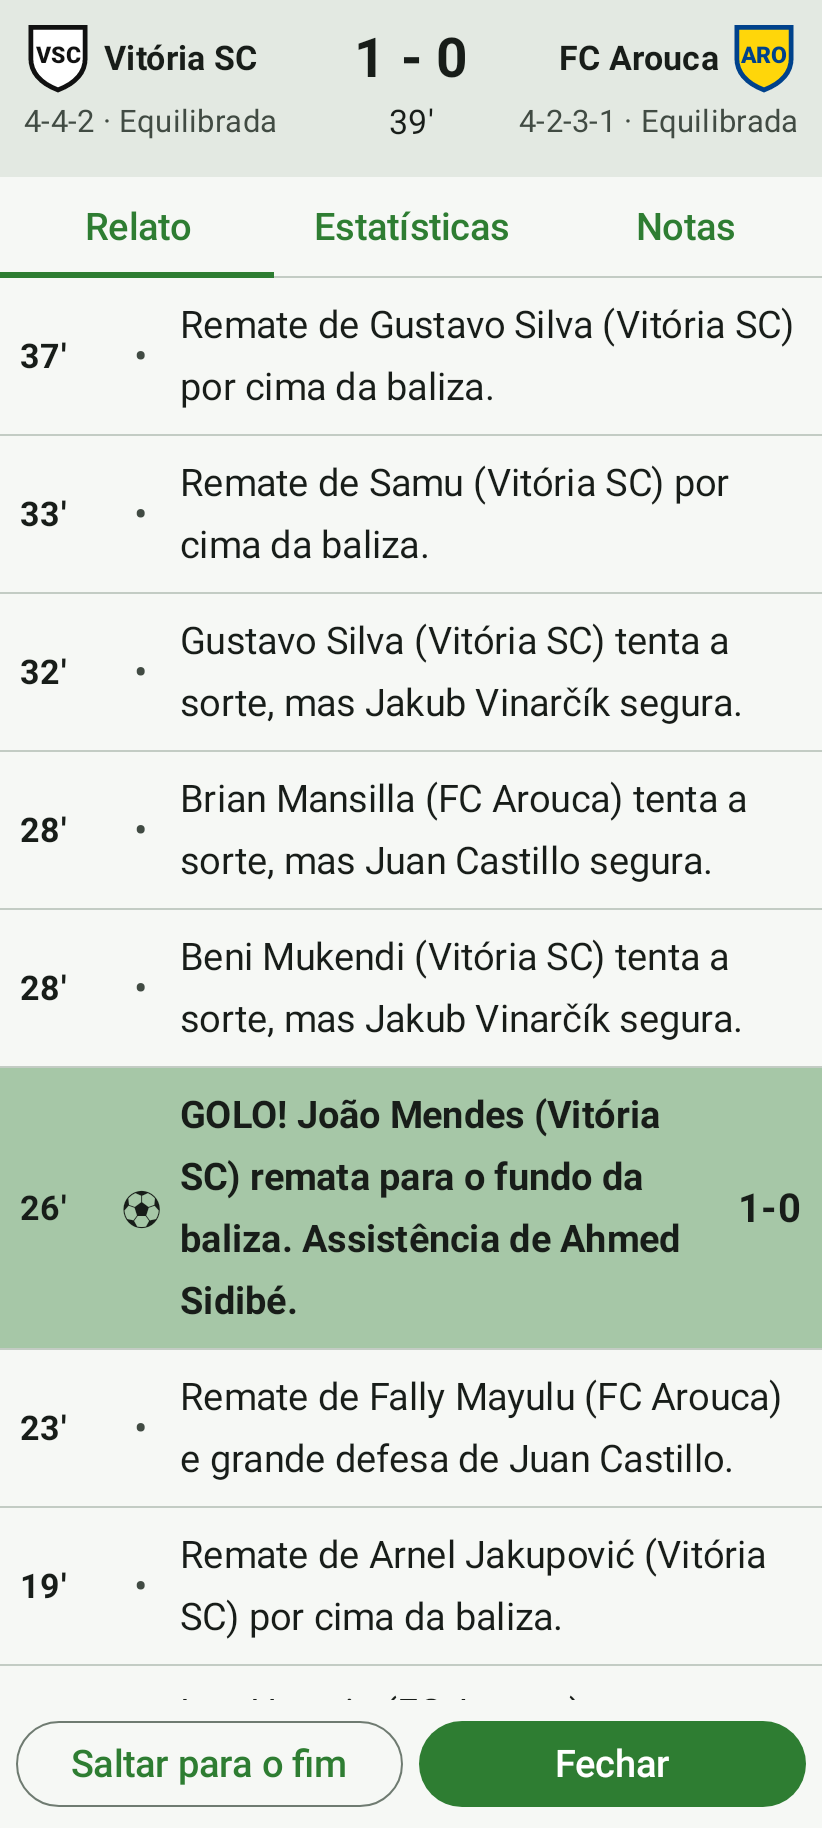 VSC Vitória SC 1 - 0 FC Arouca ARO
4-4-2 · Equilibrada 39' 4-2-3-1 · Equilibrada
Relato Estatísticas Notas
37' • Remate de Gustavo Silva (Vitória SC)
por cima da baliza.
33' • Remate de Samu (Vitória SC) por
cima da baliza.
32' • Gustavo Silva (Vitória SC) tenta a
sorte, mas Jakub Vinarčík segura.
28' • Brian Mansilla (FC Arouca) tenta a
sorte, mas Juan Castillo segura.
28' • Beni Mukendi (Vitória SC) tenta a
sorte, mas Jakub Vinarčík segura.
GOLO! João Mendes (Vitória
SC) remata para o fundo da
26' 1-0
baliza. Assistência de Ahmed
Sidibé.
23' • Remate de Fally Mayulu (FC Arouca)
e grande defesa de Juan Castillo.
19' • Remate de Arnel Jakupović (Vitória
SC) por cima da baliza.
Saltar para o fim Fechar